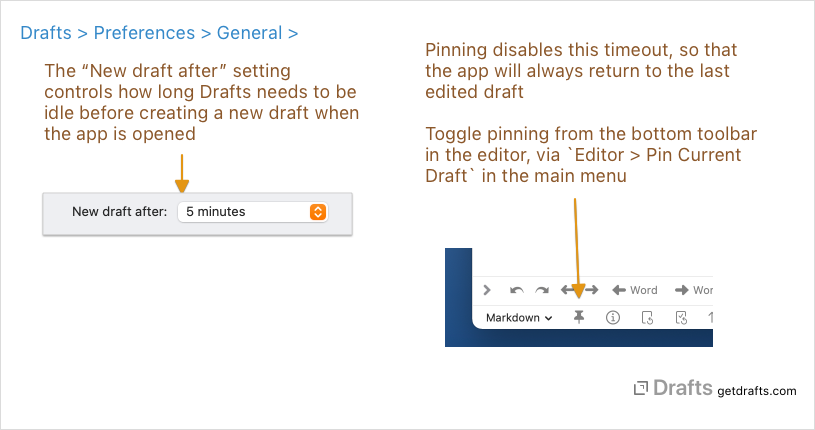 Drafts > Preferences > General >
The “New draft after” setting
controls how long Drafts needs to be
idle before creating a new draft when
the app is opened
New draft after: 5 minutes
Pinning disables this timeout, so that
the app will always return to the last
edited draft
Toggle pinning from the bottom toolbar
in the editor, via `Editor > Pin Current
Draft` in the main menu
Word Wor
Markdown 1
Drafts getdrafts.com